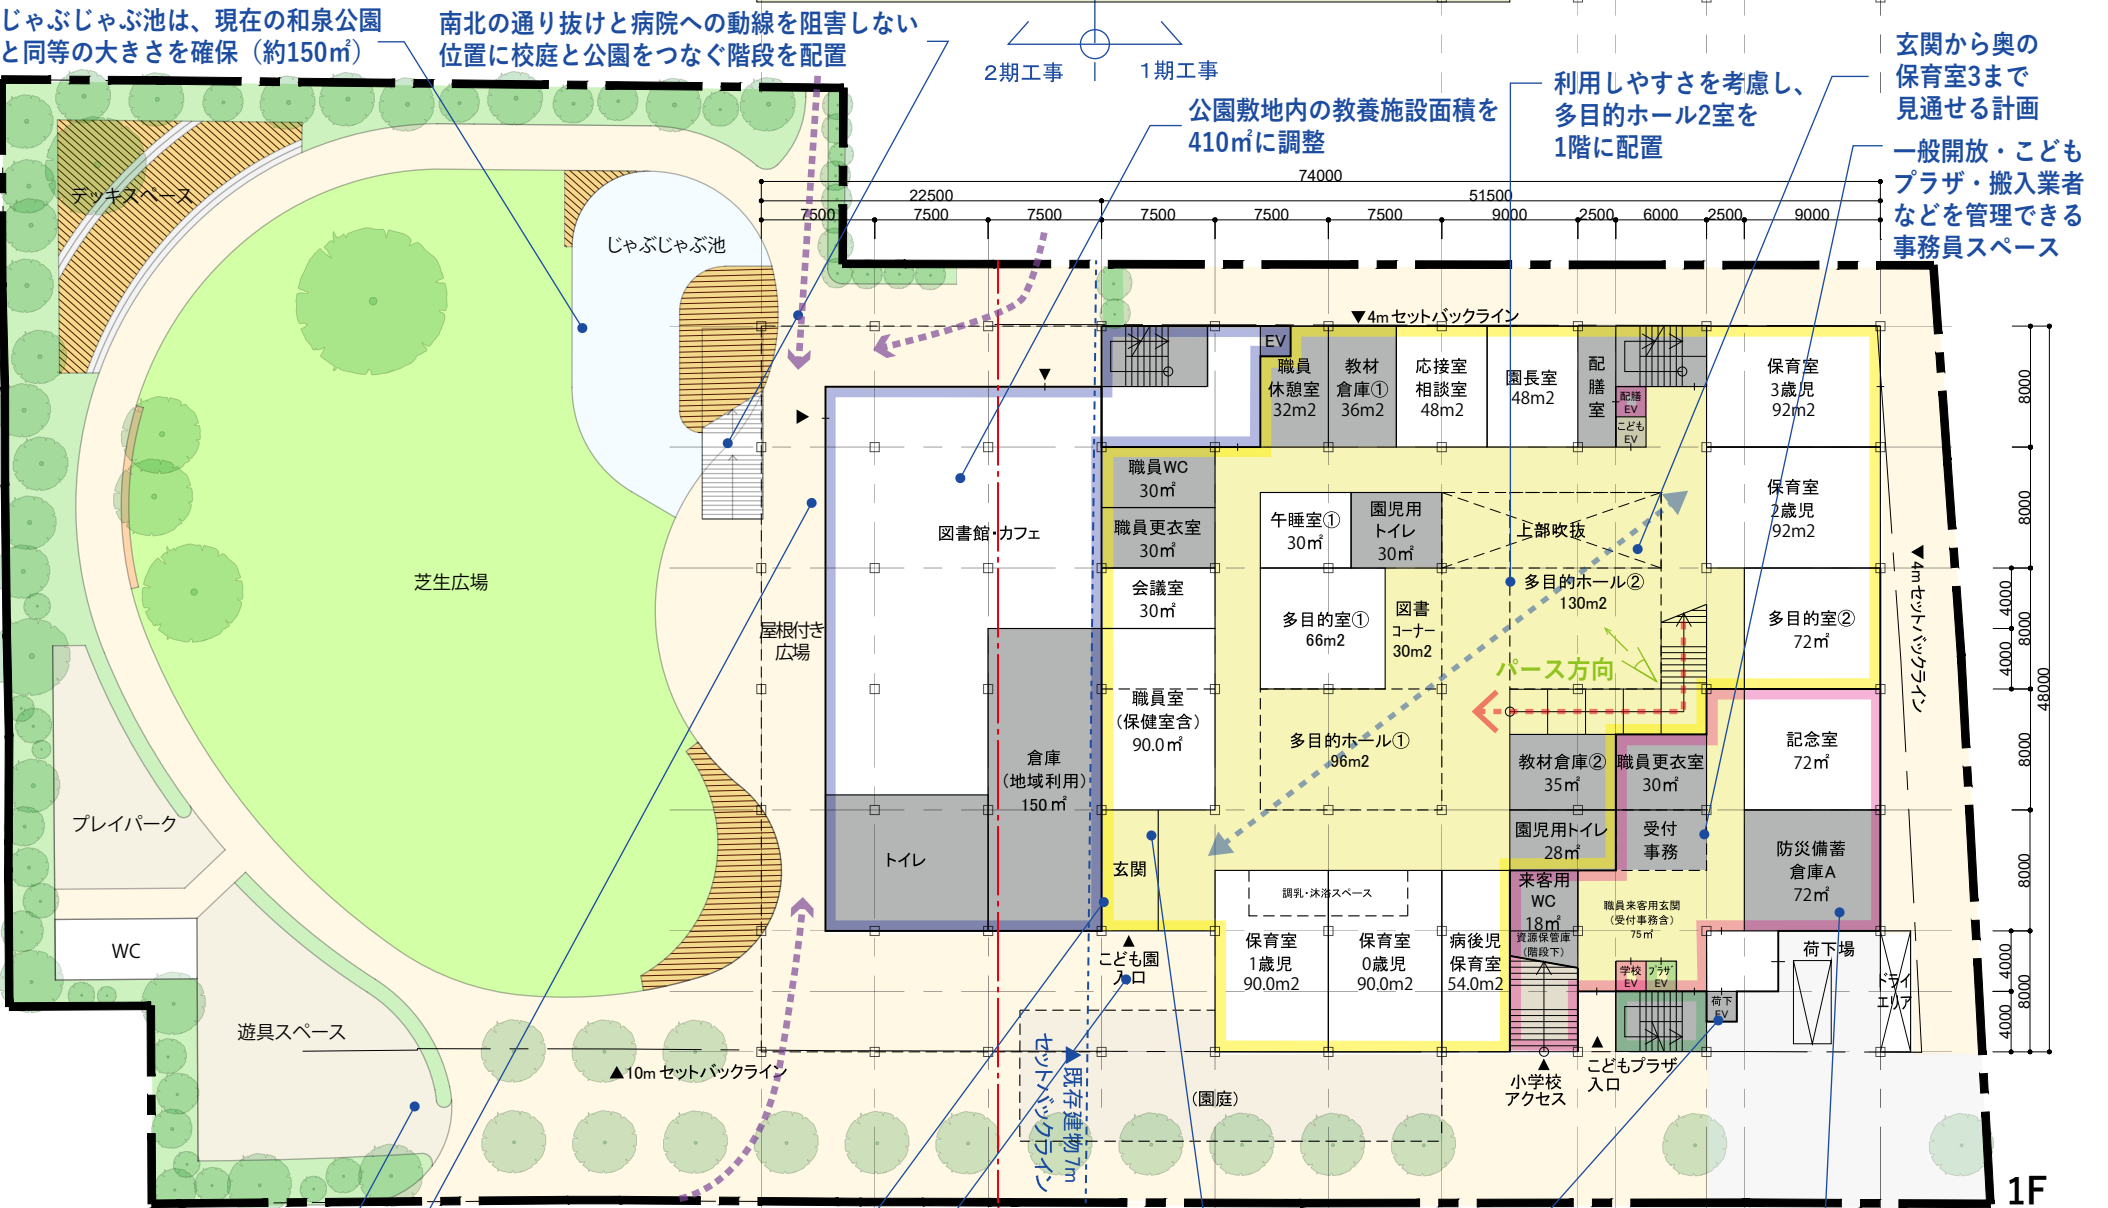 じゃぶじゃぶ池は、現在の和泉公園
と同等の大きさを確保（約150㎡）
南北の通り抜けと病院への動線を阻害しない
位置に校庭と公園をつなぐ階段を配置
2期工事
1期工事
公園敷地内の教養施設面積を
410㎡に調整
利用しやすさを考慮し、
多目的ホール2室を
1階に配置
玄関から奥の
保育室3まで
見通せる計画
一般開放・こども
プラザ・搬入業者
などを管理できる
事務員スペース
74000
22500
51500
7500
7500
7500
7500
7500
7500
9000
2500
6000
2500
9000
デッキスペース
じゃぶじゃぶ池
▼4mセットバックライン
EV
職員
休憩室
32m2
教材
倉庫①
36m2
応接室
相談室
48m2
園長室
48m2
配
膳
室
配膳
EV
こども
EV
保育室
3歳児
92m2
8000
職員WC
30㎡
職員更衣室
30㎡
午睡室①
30㎡
園児用
トイレ
30㎡
上部吹抜
保育室
2歳児
92m2
8000
図書館・カフェ
会議室
30㎡
多目的室①
66m2
図書
コーナー
30m2
多目的ホール②
130m2
多目的室②
72㎡
▼4mセットバックライン
4000
4000
8000
48000
芝生広場
屋根付き
広場
パース方向
職員室
（保健室含）
90.0㎡
多目的ホール①
96m2
倉庫
（地域利用）
150㎡
教材倉庫②
35㎡
職員更衣室
30㎡
記念室
72㎡
8000
プレイパーク
トイレ
玄関
園児用トイレ
28㎡
受付
事務
防災備蓄
倉庫A
72㎡
8000
調乳・沐浴スペース
来客用
WC
18㎡
資源保管庫
（階段下）
職員来客用玄関
（受付事務含）
75㎡
WC
こども園
入口
保育室
1歳児
90.0m2
保育室
0歳児
90.0m2
病後児
保育室
54.0m2
学校
EV
プラザ
EV
荷下
EV
荷下場
ドライ
エリア
4000
4000
8000
遊具スペース
▲10mセットバックライン
既存建物7m
セットバックライン
（園庭）
小学校
アクセス
こどもプラザ
入口
1F